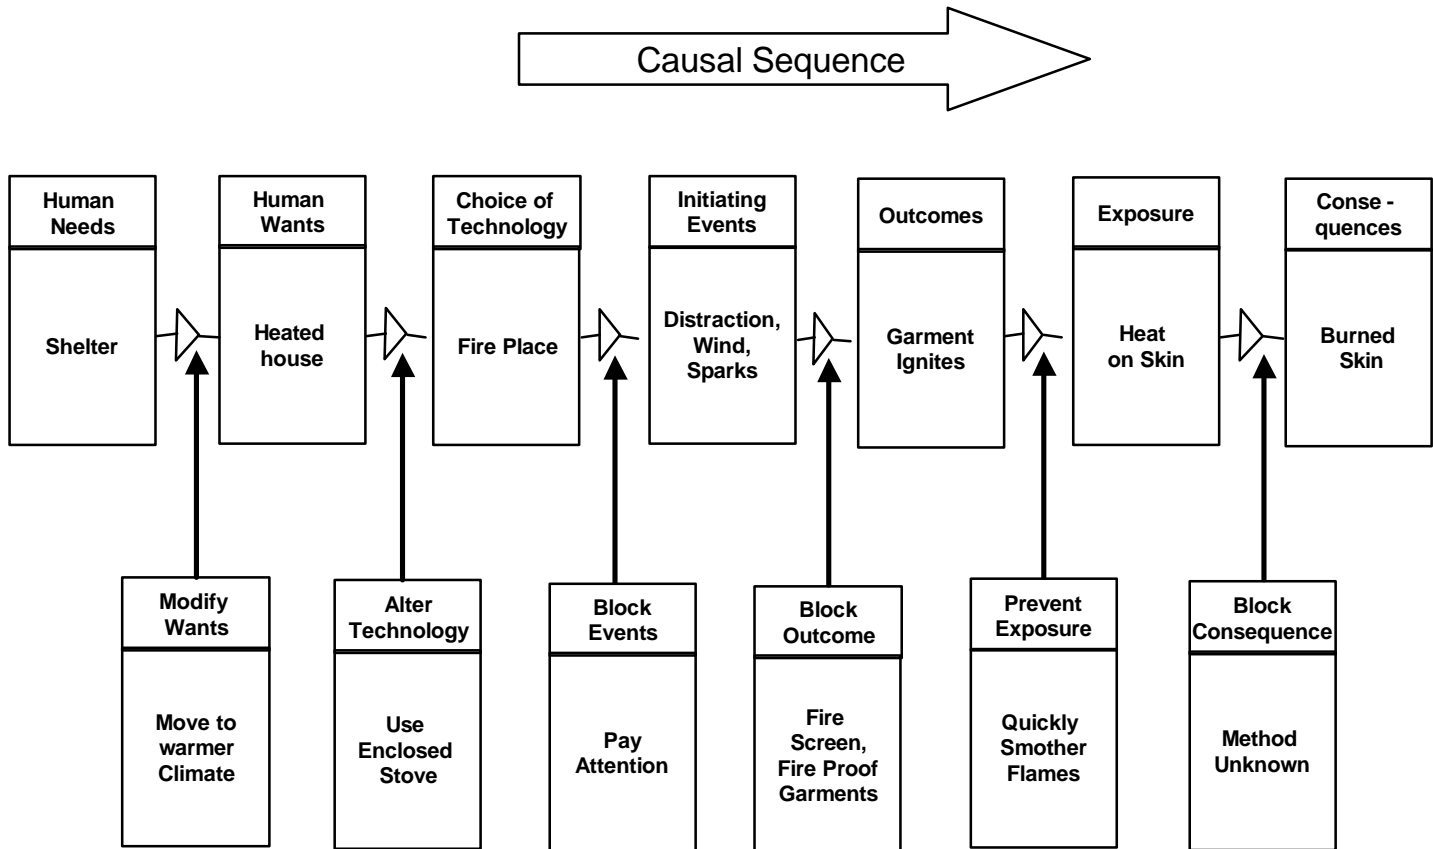 Causal Sequence
Human
Needs
Shelter
Human
Wants
Heated
house
Choice of
Technology
Fire Place
Initiating
Events
Distraction,
Wind,
Sparks
Outcomes
Garment
Ignites
Exposure
Heat
on Skin
Conse -
quences
Burned
Skin
Modify
Wants
Move to
warmer
Climate
Alter
Technology
Use
Enclosed
Stove
Block
Events
Pay
Attention
Block
Outcome
Fire
Screen,
Fire Proof
Garments
Prevent
Exposure
Quickly
Smother
Flames
Block
Consequence
Method
Unknown